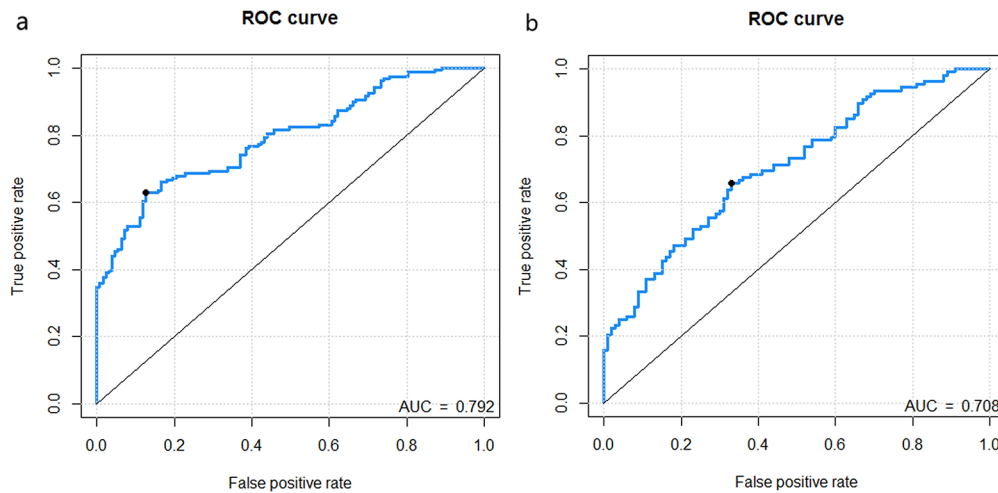 a
ROC curve
True positive rate
1.0
0.8
0.6
0.4
0.2
0.0
AUC = 0.792
0.0 0.2 0.4 0.6 0.8 1.0
False positive rate
b
ROC curve
True positive rate
1.0
0.8
0.6
0.4
0.2
0.0
AUC = 0.708
0.0 0.2 0.4 0.6 0.8 1.0
False positive rate